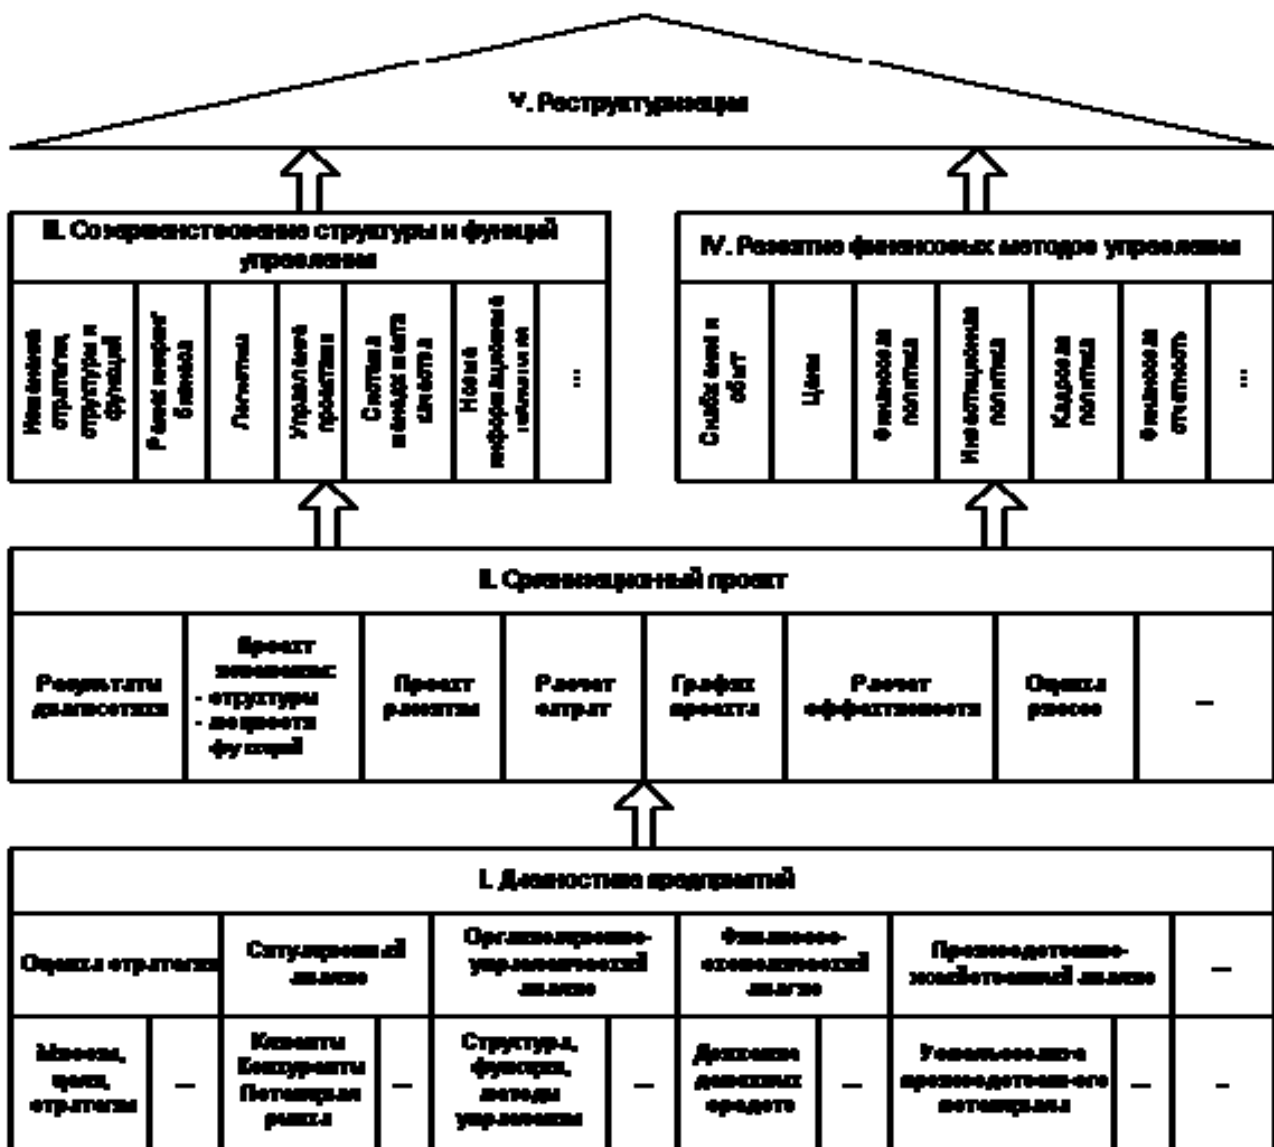 V. Реструктуризация
III. Совершенствование структуры и функций
управления
IV. Развитие финансовых методов управления
Изменения
стратегии,
структуры и
функций
Реинжиниринг
бизнеса
Логистика
Управление
проектами
Система
менеджмента
качества
Новые
информационные
технологии
...
Снабжение и
сбыт
Цены
Финансовая
политика
Инвестиционная
политика
Кадровая
политика
Финансовая
отчетность
...
II. Организационный проект
Результаты
диагностики
Проект
изменения:
- структуры
- ценности
функций
Проект
развития
Расчет
затрат
График
проекта
Расчет
эффективности
Оценка
рисков
...
I. Диагностика предприятий
Оценка стратегии
Ситуационный
анализ
Организационно-
управленческий
анализ
Финансово-
экономический
анализ
Производственно-
хозяйственный анализ
...
Миссия,
цели,
стратегия
...
Клиенты
Конкуренты
Потенциал
рынка
...
Структура,
функции,
методы
управления
...
Движение
денежных
средств
...
Использование
производственного
потенциала
...
...